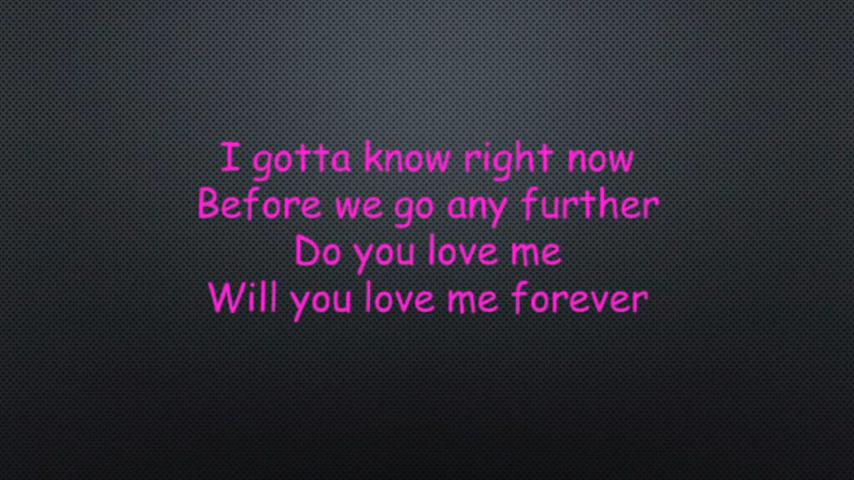 I gotta know right now
Before we go any further
Do you love me
Will you love me forever